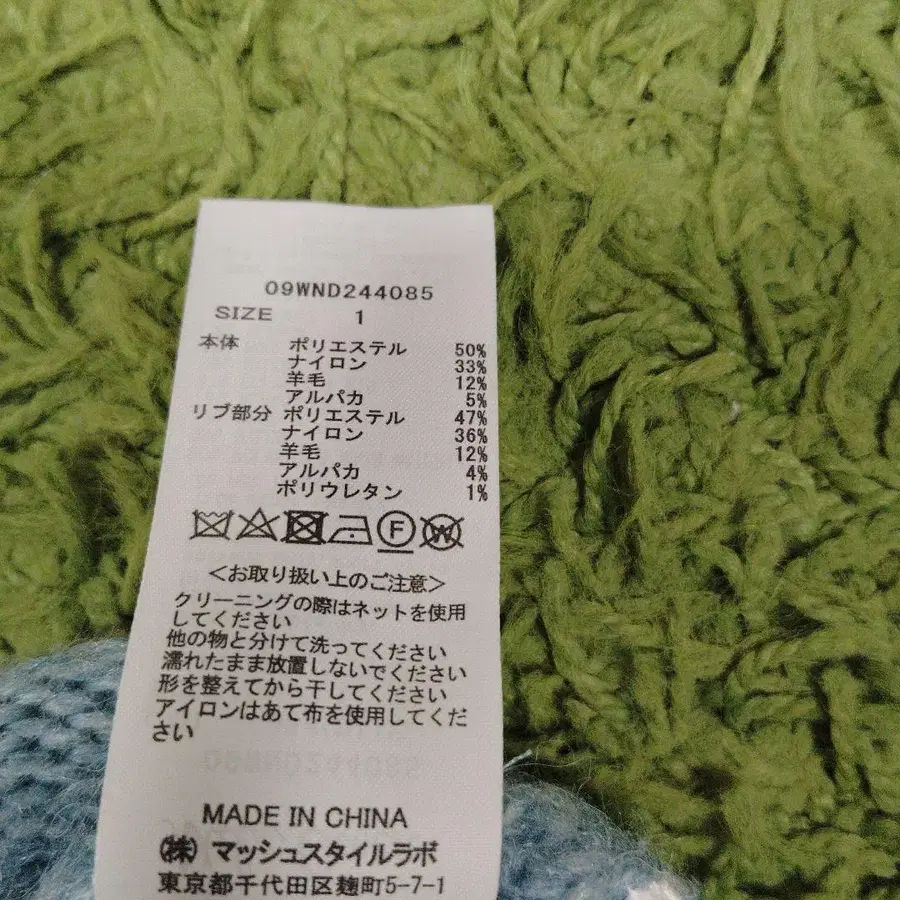 09WND244085
SIZE 1
本体 ポリエステル 50%
ナイロン 33%
羊毛 12%
アルパカ 5%
リブ部分 ポリエステル 47%
ナイロン 36%
羊毛 12%
アルパカ 4%
ポリウレタン 1%
F W
<お取り扱い上のご注意>
クリーニングの際はネットを使用
してください
他の物と分けて洗ってください
濡れたまま放置しないでください
形を整えてから干してください
アイロンはあて布を使用してくだ
さい
MADE IN CHINA
㈱ マッシュスタイルラボ
東京都千代田区麹町5-7-1